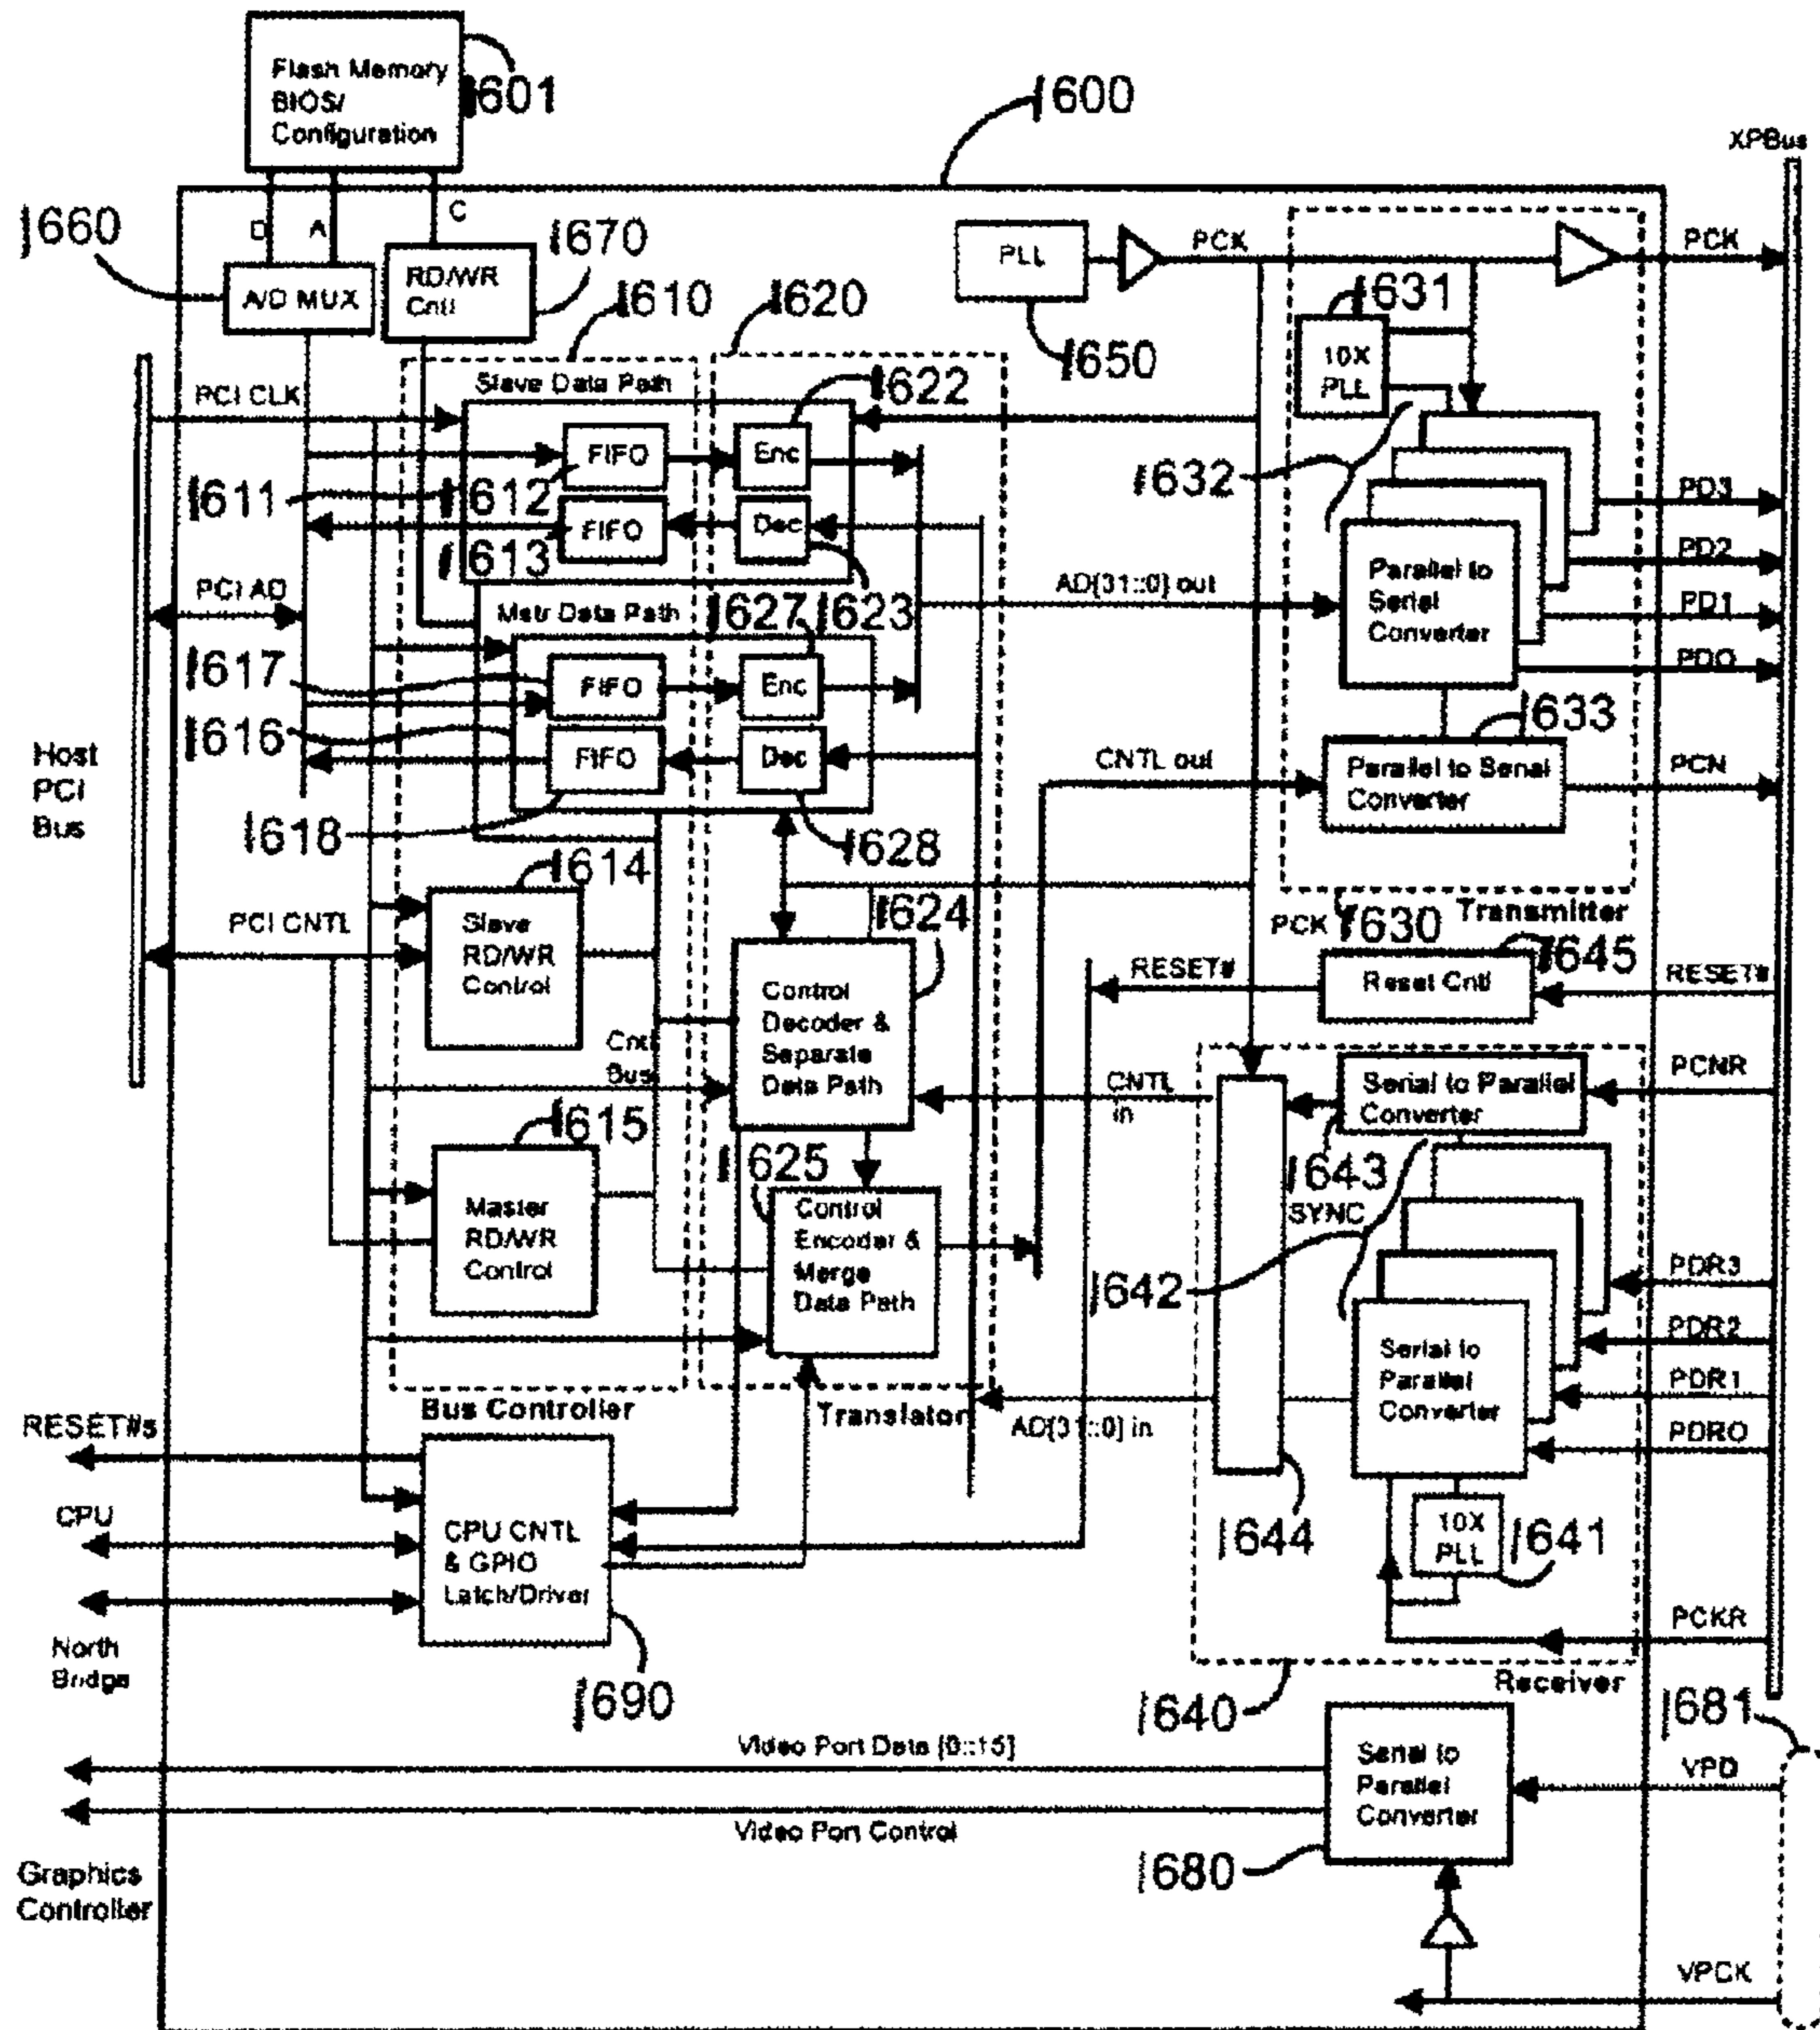 Flash Memory
BIOS/
Configuration
1601
1600
XPBus
D
A
C
1660
1670
A/D MUX
RD/WR
Cntl
PLL
PCK
PCK
1610
1620
1650
1631
10X
PLL
PCI CLK
Slave Data Path
1622
FIFO
Enc
1611
1612
1632
PD3
FIFO
Dec
1613
PD2
PCI AD
Mstr Data Path
1627
1623
AD[31::0] out
Parallel to
Serial
Converter
PD1
PD0
1617
FIFO
Enc
1616
1633
Host
PCI
Bus
FIFO
Dec
CNTL out
Parallel to Serial
Converter
PCN
1618
1628
1614
1624
PCK
1630
Transmitter
PCI CNTL
Slave
RD/WR
Control
RESET#
1645
Reset Cntl
RESET#
Control
Decoder &
Separate
Data Path
Cntl
Bus
CNTL
in
Serial to Parallel
Converter
PCNR
1615
1625
1643
SYNC
Master
RD/WR
Control
Control
Encoder &
Merge
Data Path
1642
PDR3
PDR2
Serial to
Parallel
Converter
PDR1
Bus Controller
Translator
AD[31::0] in
PDR0
RESET#s
CPU
CPU CNTL
& GPIO
Latch/Driver
1644
10X
PLL
1641
PCKR
North
Bridge
1690
1640
Receiver
1681
Video Port Data [0::15]
Serial to
Parallel
Converter
VPD
Video Port Control
1680
Graphics
Controller
VPCK